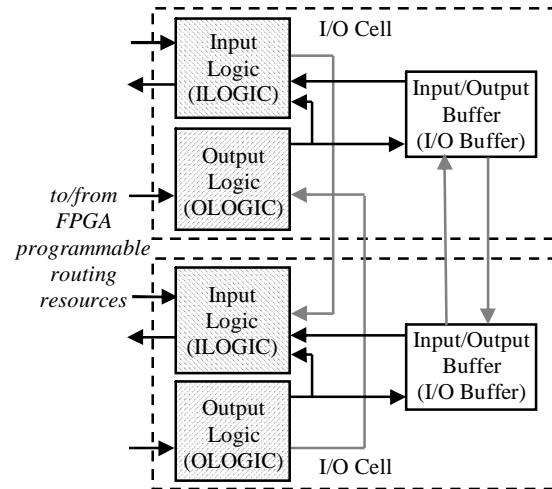 I/O Cell
Input
Logic
(ILOGIC)
Input/Output
Buffer
(I/O Buffer)
Output
Logic
(OLOGIC)
to/from
FPGA
programmable
routing
resources
Input
Logic
(ILOGIC)
Input/Output
Buffer
(I/O Buffer)
Output
Logic
(OLOGIC)
I/O Cell